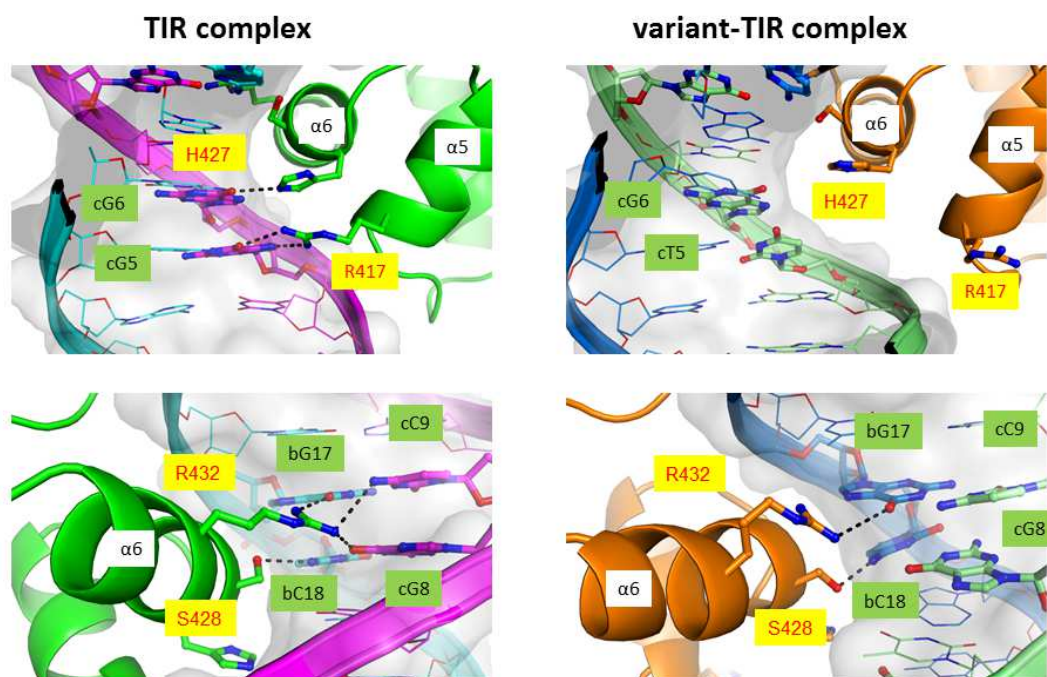 TIR complex
variant-TIR complex
α6
α5
H427
cG6
cG5
R417
α6
α5
H427
cG6
cT5
R417
cC9
bG17
R432
α6
bC18
cG8
S428
bG17
cC9
R432
cG8
α6
bC18
S428